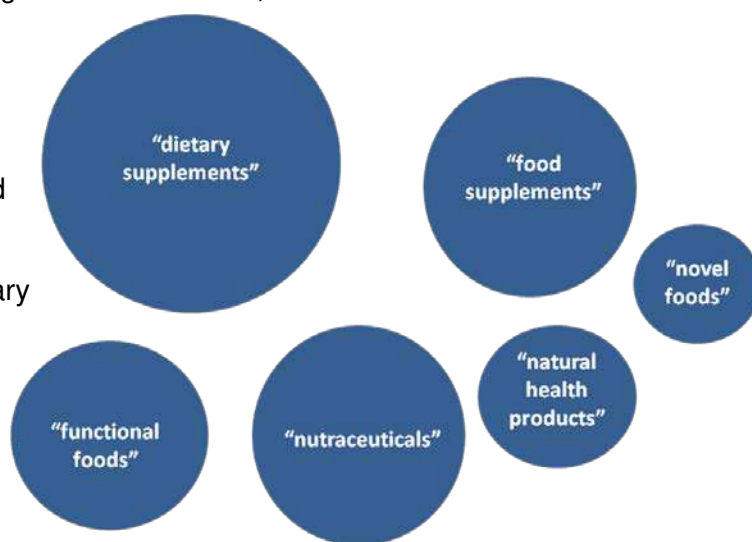 “dietary
supplements”
“food
supplements”
“novel
foods”
“natural
health
products”
“functional
foods”
“nutraceuticals”